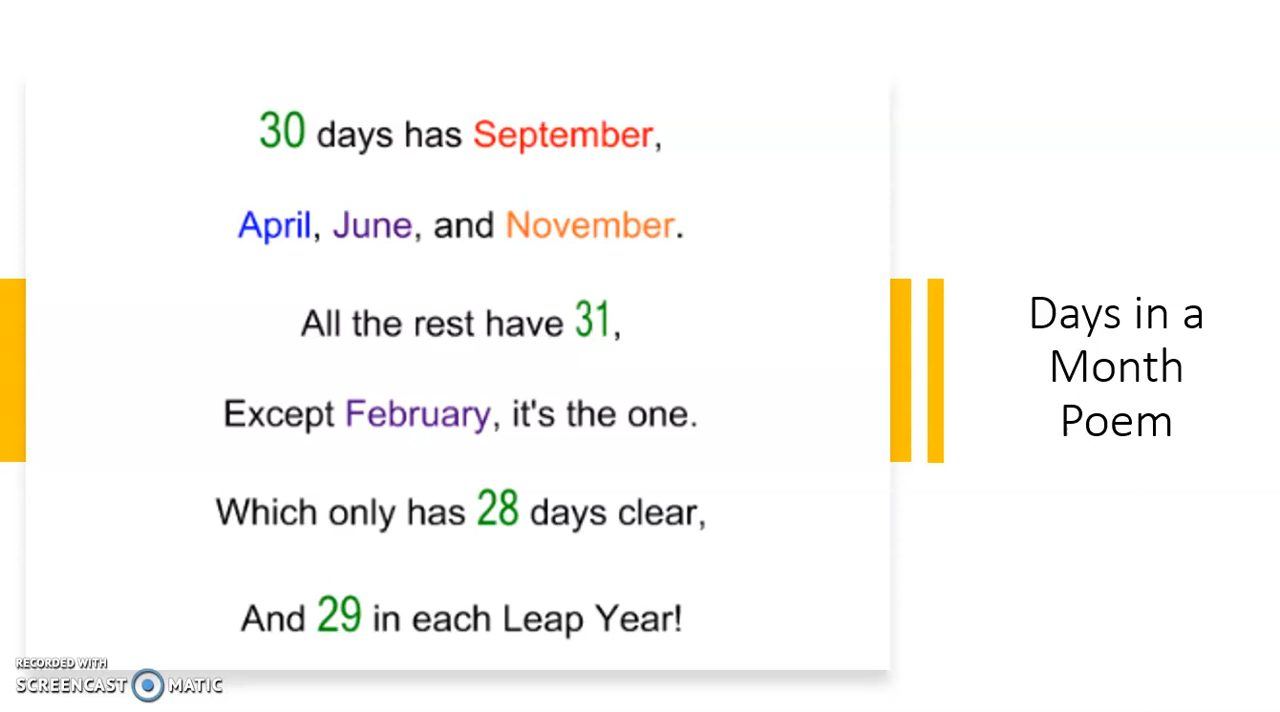 30 days has September,
April, June, and November.
All the rest have 31,
Except February, it's the one.
Which only has 28 days clear,
And 29 in each Leap Year!
Days in a
Month
Poem
RECORDED WITH
SCREENCAST MATIC